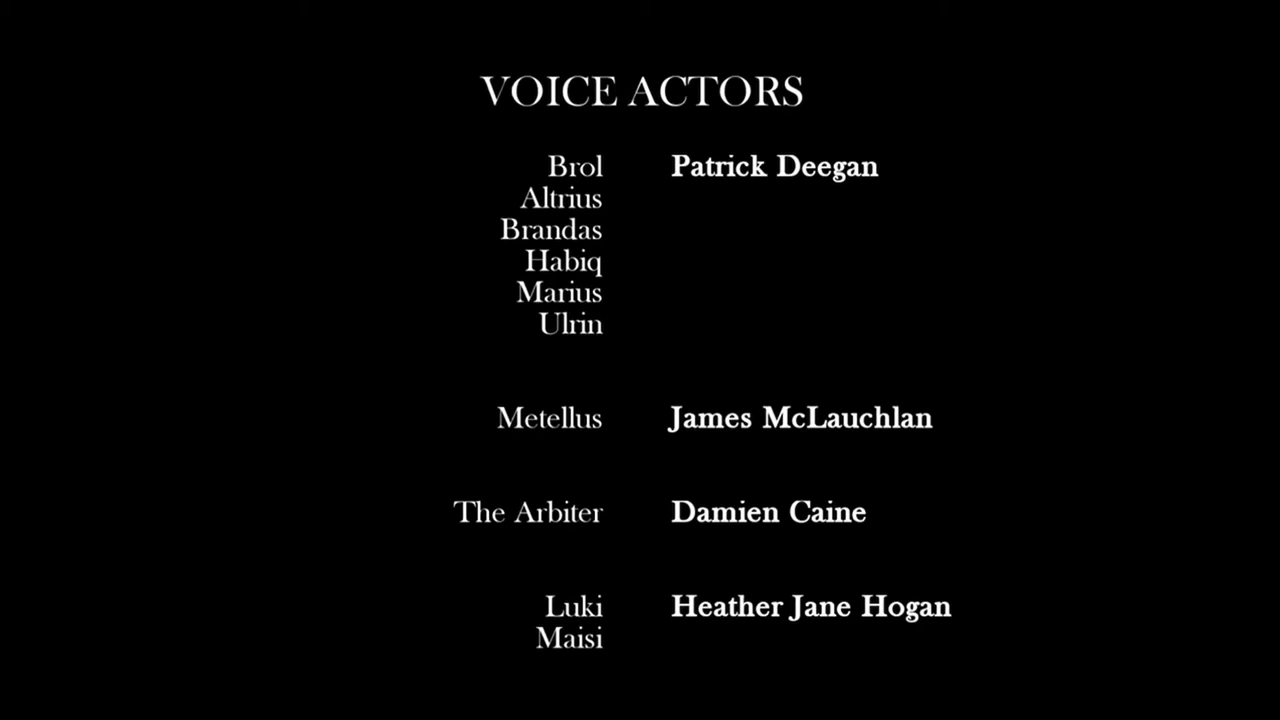 VOICE ACTORS
Brol Patrick Deegan
Altrius
Brandas
Habiq
Marius
Ulrin
Metellus James McLauchlan
The Arbiter Damien Caine
Luki Heather Jane Hogan
Maisi